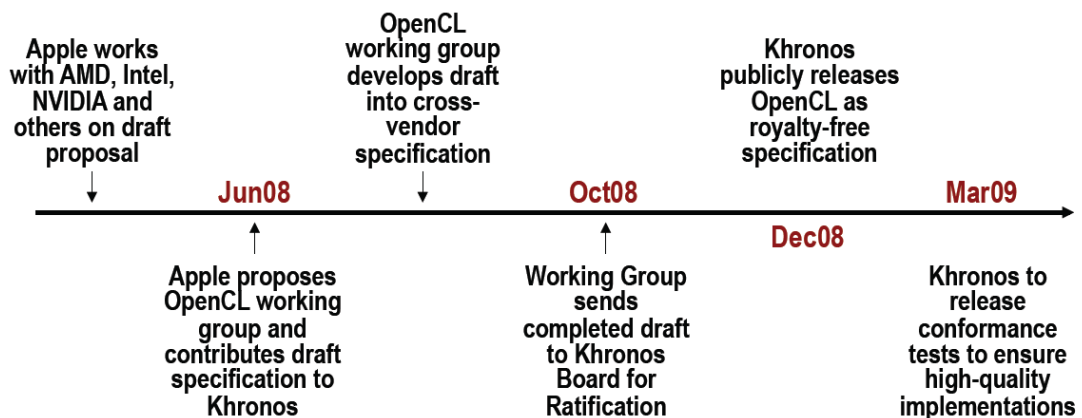 Apple works
with AMD, Intel,
NVIDIA and
others on draft
proposal
Jun08
Apple proposes
OpenCL working
group and
contributes draft
specification to
Khronos
OpenCL
working group
develops draft
into cross-
vendor
specification
Oct08
Working Group
sends
completed draft
to Khronos
Board for
Ratification
Khronos
publicly releases
OpenCL as
royalty-free
specification
Dec08
Mar09
Khronos to
release
conformance
tests to ensure
high-quality
implementations